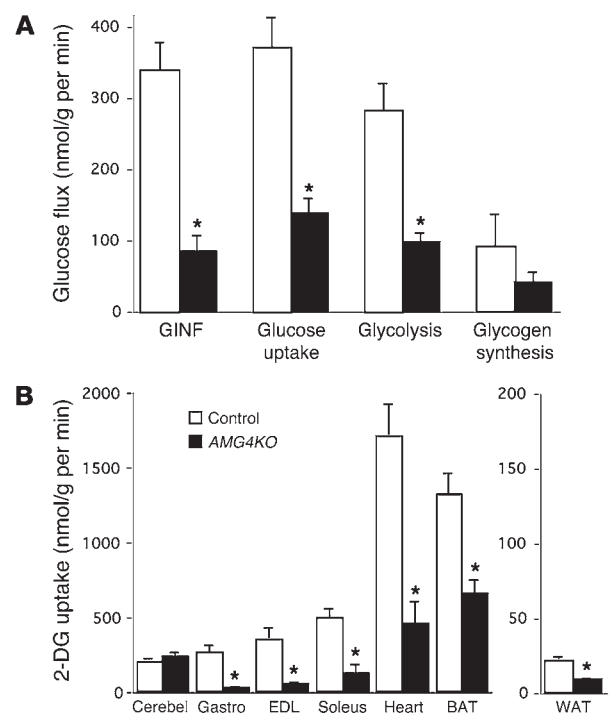 A
Glucose flux (nmol/g per min)
400
300
200
100
0
*
*
*
GINF
Glucose uptake
Glycolysis
Glycogen synthesis
B
2-DG uptake (nmol/g per min)
2000
1500
1000
500
0
Control
AMG4KO
200
150
100
50
0
*
*
*
*
*
*
Cerebel Gastro EDL Soleus Heart BAT WAT